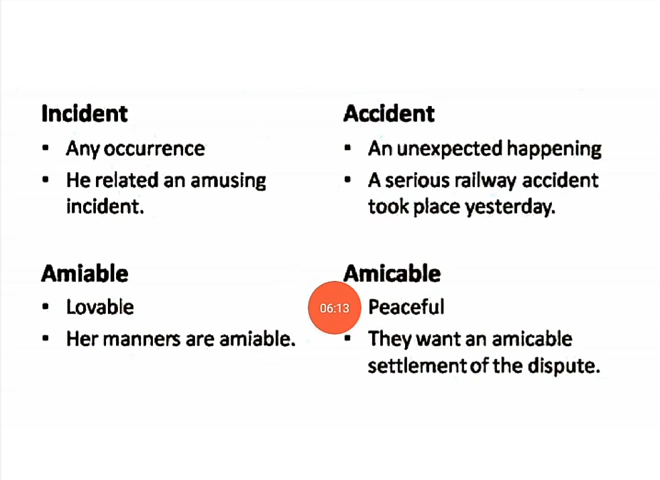 Incident
▪ Any occurrence
▪ He related an amusing
incident.
Accident
▪ An unexpected happening
▪ A serious railway accident
took place yesterday.
Amiable
▪ Lovable
▪ Her manners are amiable.
Amicable
Peaceful
▪ They want an amicable
settlement of the dispute.
06:13